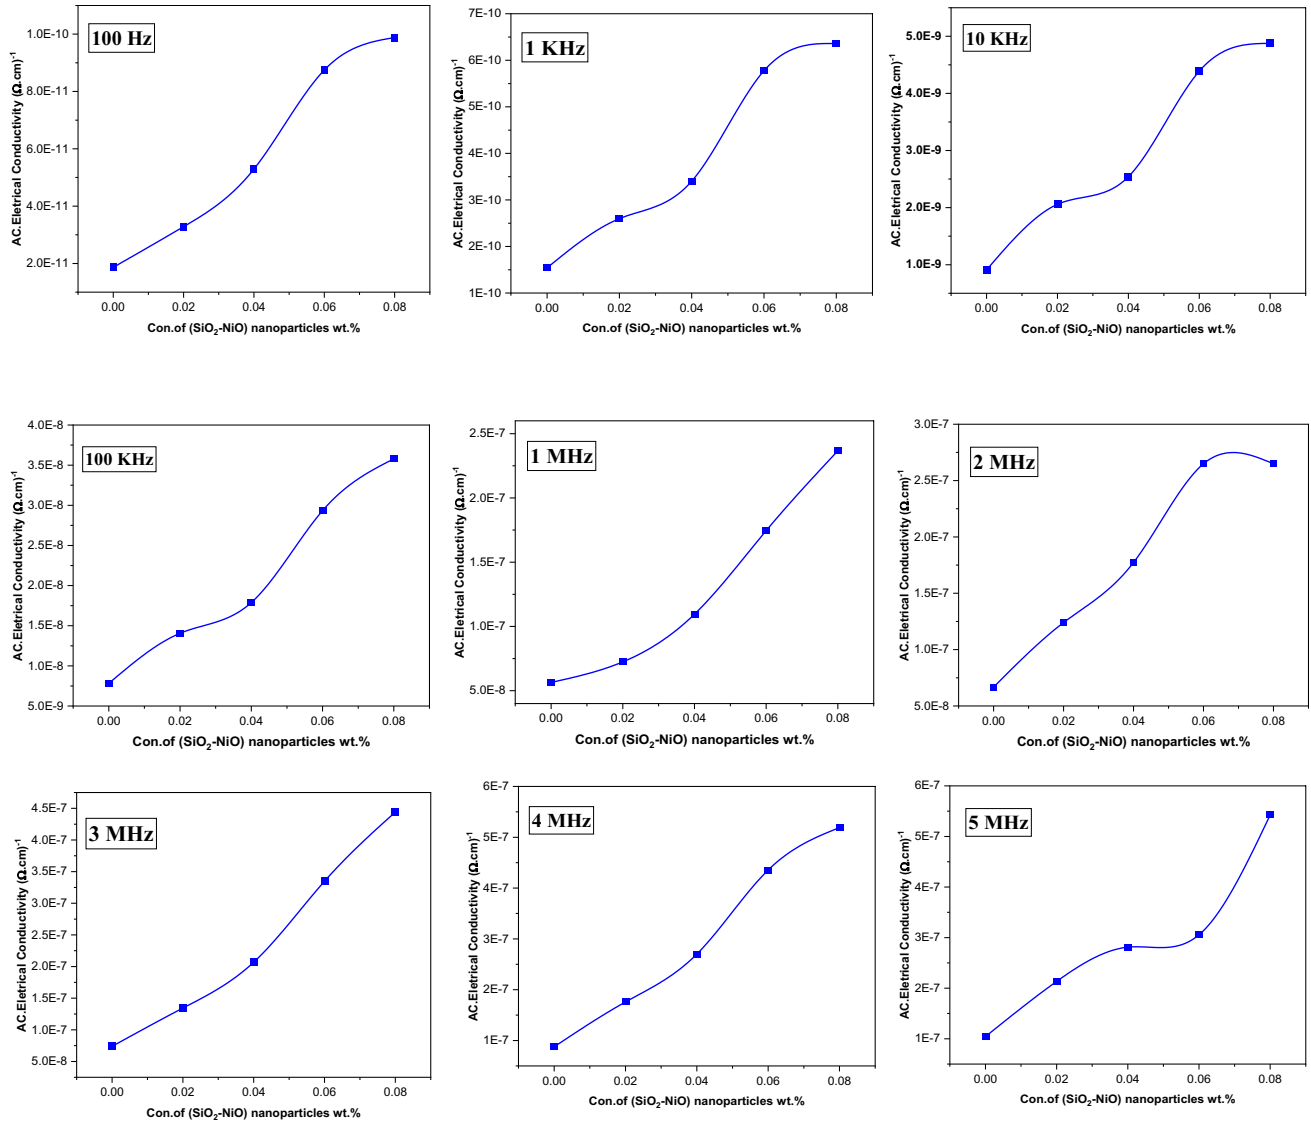 100 Hz
AC.Eletrical Conductivity (Ω.cm)⁻¹
1.0E-10
8.0E-11
6.0E-11
4.0E-11
2.0E-11
0.00 0.02 0.04 0.06 0.08
Con.of (SiO₂-NiO) nanoparticles wt.%
1 KHz
AC.Eletrical Conductivity (Ω.cm)⁻¹
7E-10
6E-10
5E-10
4E-10
3E-10
2E-10
1E-10
0.00 0.02 0.04 0.06 0.08
Con.of (SiO₂-NiO) nanoparticles wt.%
10 KHz
AC.Eletrical Conductivity (Ω.cm)⁻¹
5.0E-9
4.0E-9
3.0E-9
2.0E-9
1.0E-9
0.00 0.02 0.04 0.06 0.08
Con.of (SiO₂-NiO) nanoparticles wt.%
100 KHz
AC.Eletrical Conductivity (Ω.cm)⁻¹
4.0E-8
3.5E-8
3.0E-8
2.5E-8
2.0E-8
1.5E-8
1.0E-8
5.0E-9
0.00 0.02 0.04 0.06 0.08
Con.of (SiO₂-NiO) nanoparticles wt.%
1 MHz
AC.Eletrical Conductivity (Ω.cm)⁻¹
2.5E-7
2.0E-7
1.5E-7
1.0E-7
5.0E-8
0.00 0.02 0.04 0.06 0.08
Con.of (SiO₂-NiO) nanoparticles wt.%
2 MHz
AC.Eletrical Conductivity (Ω.cm)⁻¹
3.0E-7
2.5E-7
2.0E-7
1.5E-7
1.0E-7
5.0E-8
0.00 0.02 0.04 0.06 0.08
Con.of (SiO₂-NiO) nanoparticles wt.%
3 MHz
AC.Eletrical Conductivity (Ω.cm)⁻¹
4.5E-7
4.0E-7
3.5E-7
3.0E-7
2.5E-7
2.0E-7
1.5E-7
1.0E-7
5.0E-8
0.00 0.02 0.04 0.06 0.08
Con.of (SiO₂-NiO) nanoparticles wt.%
4 MHz
AC.Eletrical Conductivity (Ω.cm)⁻¹
6E-7
5E-7
4E-7
3E-7
2E-7
1E-7
0.00 0.02 0.04 0.06 0.08
Con.of (SiO₂-NiO) nanoparticles wt.%
5 MHz
AC.Eletrical Conductivity (Ω.cm)⁻¹
6E-7
5E-7
4E-7
3E-7
2E-7
1E-7
0.00 0.02 0.04 0.06 0.08
Con.of (SiO₂-NiO) nanoparticles wt.%